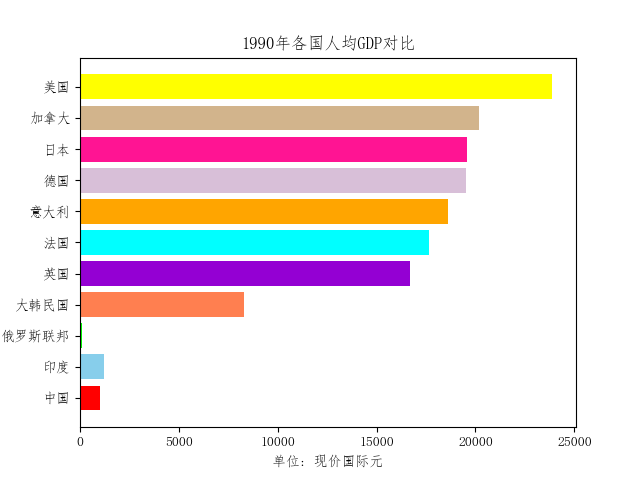 1990年各国人均GDP对比
美国
加拿大
日本
德国
意大利
法国
英国
大韩民国
俄罗斯联邦
印度
中国
0 5000 10000 15000 20000 25000
单位：现价国际元